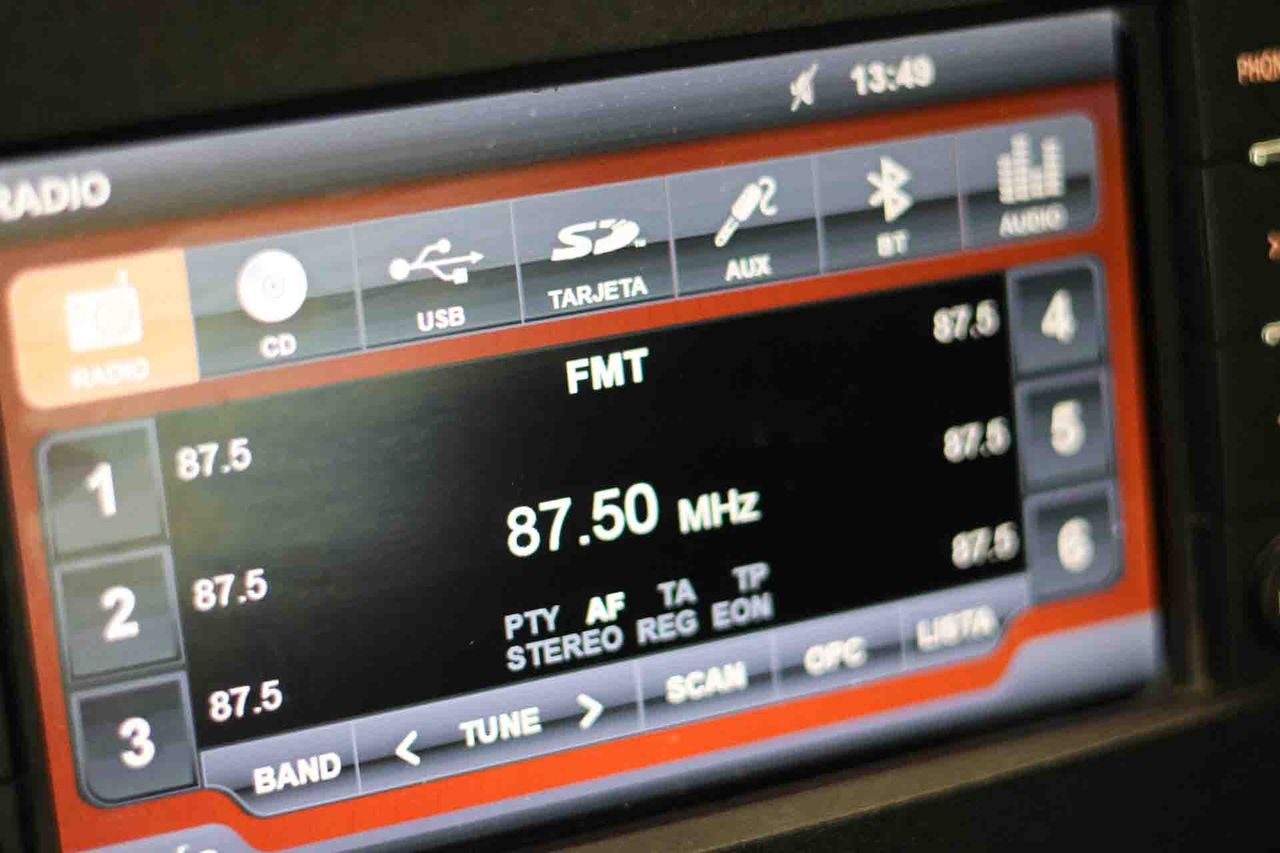 13:49
RADIO
RADIO CD USB SD TARJETA AUX BT AUDIO
FMT
1 87.5
2 87.5
3 87.5
87.5 4
87.5 5
87.5 6
87.50 MHz
PTY AF TA TP
STEREO REG EON
BAND < TUNE > SCAN OPC LISTA